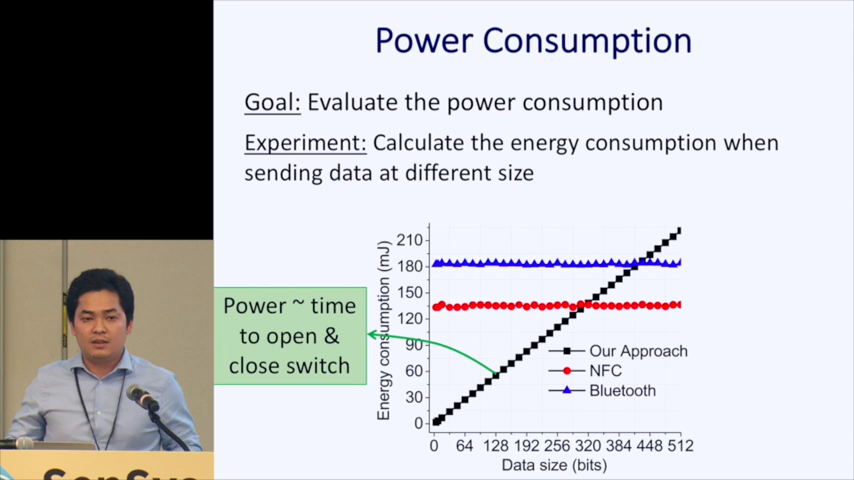 Power Consumption
Goal: Evaluate the power consumption
Experiment: Calculate the energy consumption when
sending data at different size
Power ~ time
to open &
close switch
Energy consumption (mJ)
210
180
150
120
90
60
30
0
Our Approach
NFC
Bluetooth
0 64 128 192 256 320 384 448 512
Data size (bits)
SenSys